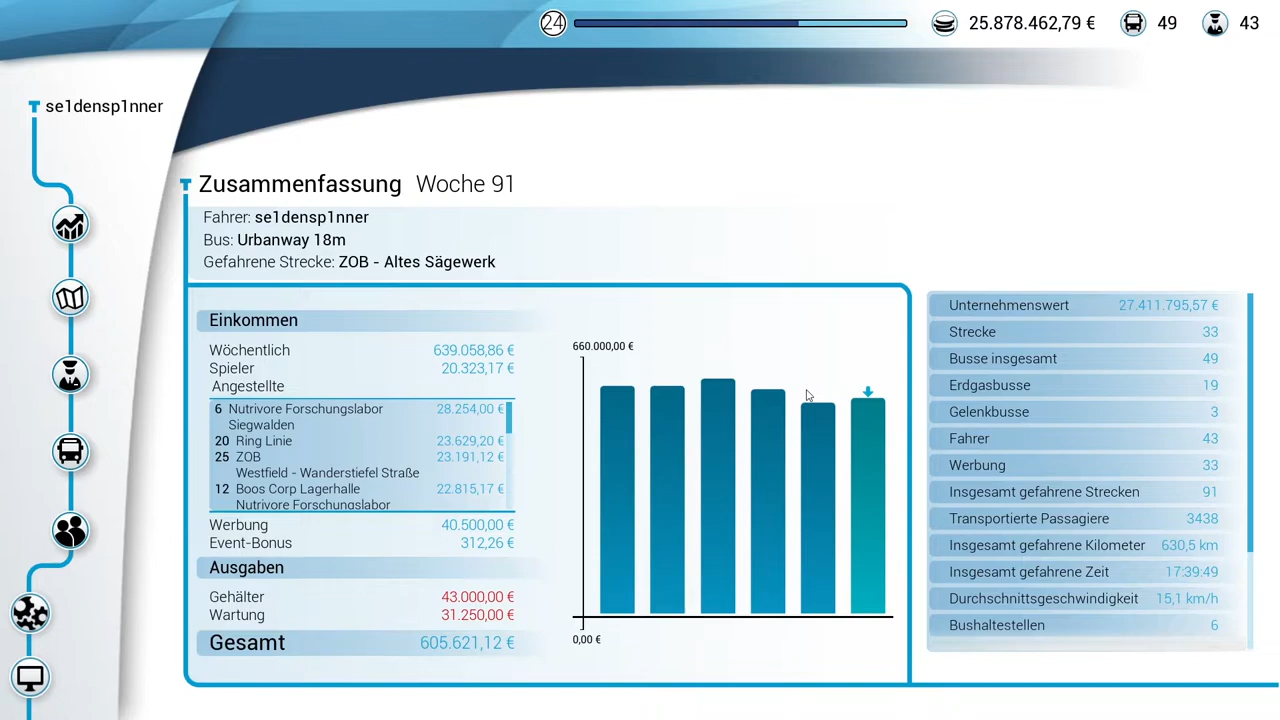 24
25.878.462,79 €
49
43
se1densp1nner
Zusammenfassung Woche 91
Fahrer: se1densp1nner
Bus: Urbanway 18m
Gefahrene Strecke: ZOB - Altes Sägewerk
Einkommen
Wöchentlich 639.058,86 €
Spieler 20.323,17 €
Angestellte
6 Nutrivore Forschungslabor 28.254,00 €
Siegwalden
20 Ring Linie 23.629,20 €
25 ZOB 23.191,12 €
Westfield - Wanderstiefel Straße
12 Boos Corp Lagerhalle 22.815,17 €
Nutrivore Forschungslabor
Werbung 40.500,00 €
Event-Bonus 312,26 €
Ausgaben
Gehälter 43.000,00 €
Wartung 31.250,00 €
Gesamt 605.621,12 €
660.000,00 €
0,00 €
Unternehmenswert 27.411.795,57 €
Strecke 33
Busse insgesamt 49
Erdgasbusse 19
Gelenkbusse 3
Fahrer 43
Werbung 33
Insgesamt gefahrene Strecken 91
Transportierte Passagiere 3438
Insgesamt gefahrene Kilometer 630,5 km
Insgesamt gefahrene Zeit 17:39:49
Durchschnittsgeschwindigkeit 15,1 km/h
Bushaltestellen 6